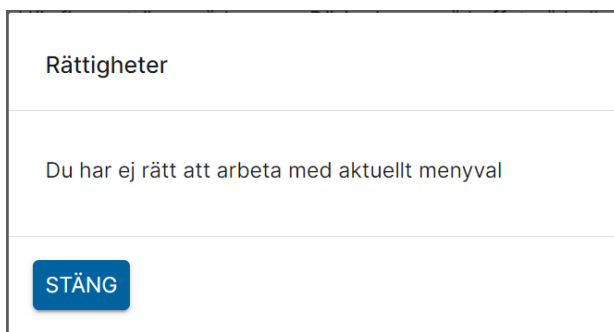 Rättigheter
Du har ej rätt att arbeta med aktuellt menyval
STÄNG